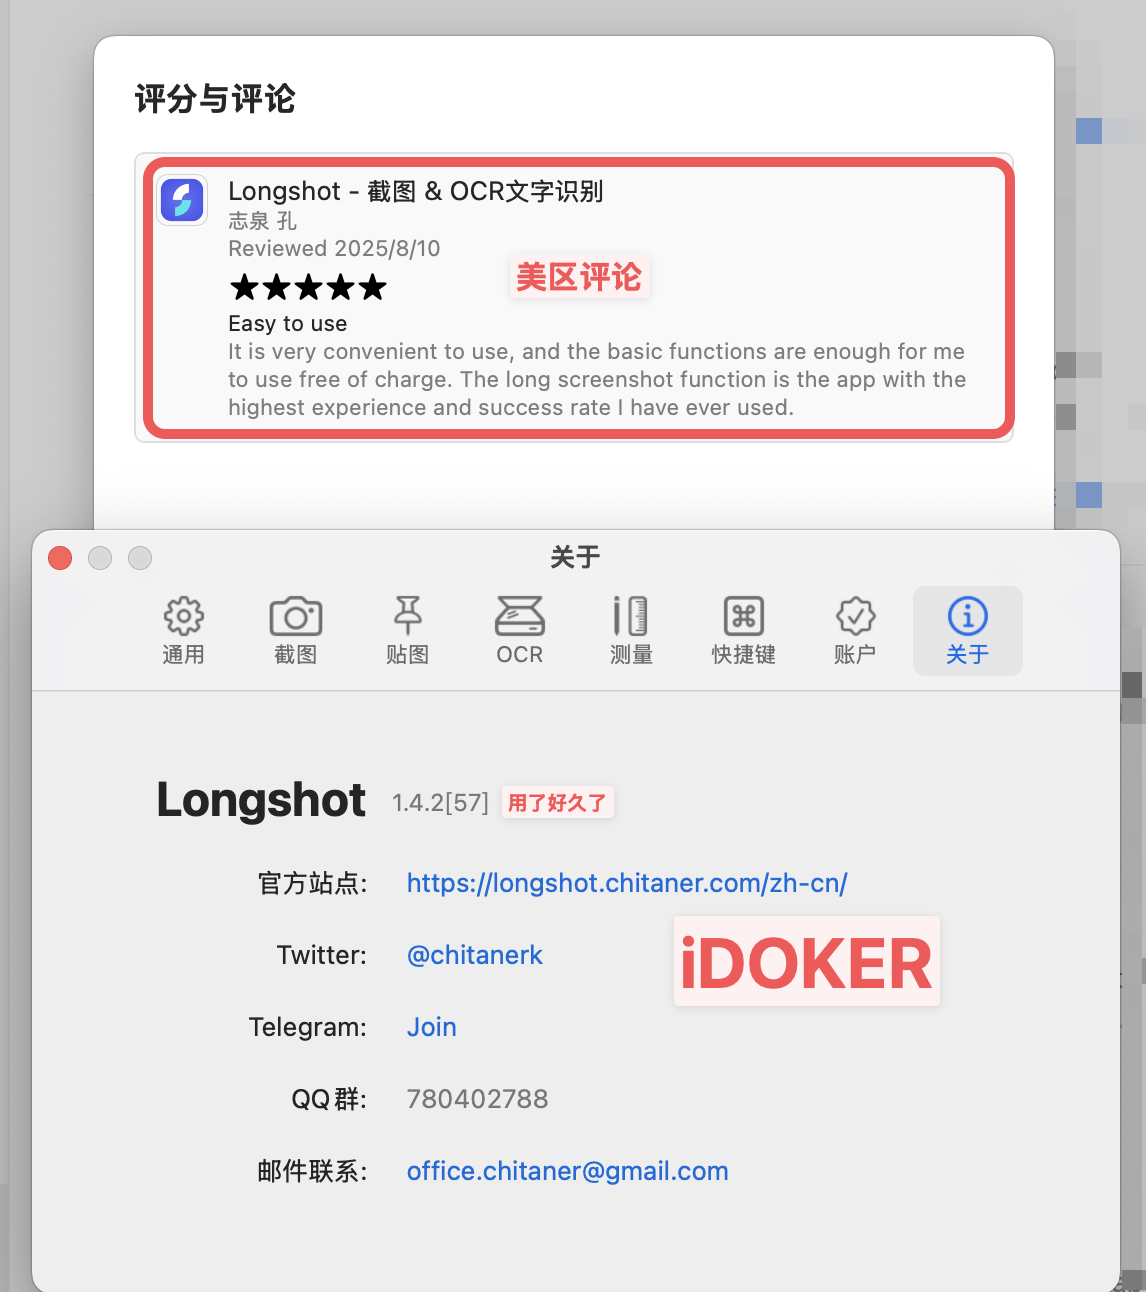 评分与评论
Longshot - 截图 & OCR文字识别
志泉 孔
Reviewed 2025/8/10
美区评论
★★★★★
Easy to use
It is very convenient to use, and the basic functions are enough for me
to use free of charge. The long screenshot function is the app with the
highest experience and success rate I have ever used.
关于
通用 截图 贴图 OCR 测量 快捷键 账户 关于
Longshot 1.4.2[57] 用了好久了
官方站点: https://longshot.chitaner.com/zh-cn/
Twitter: @chitanerk
iDOKER
Telegram: Join
QQ群: 780402788
邮件联系: office.chitaner@gmail.com